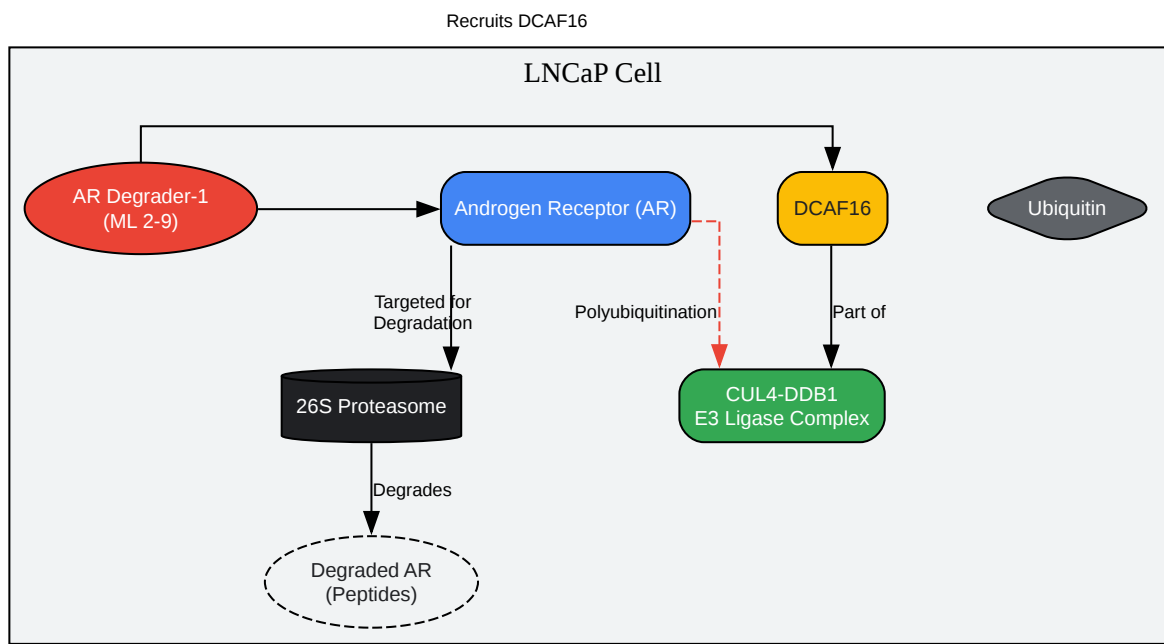 Recruits DCAF16
LNCaP Cell
AR Degrader-1
(ML 2-9)
Androgen Receptor (AR)
DCAF16
Ubiquitin
Targeted for
Degradation
Polyubiquitination
Part of
26S Proteasome
CUL4-DDB1
E3 Ligase Complex
Degrades
Degraded AR
(Peptides)